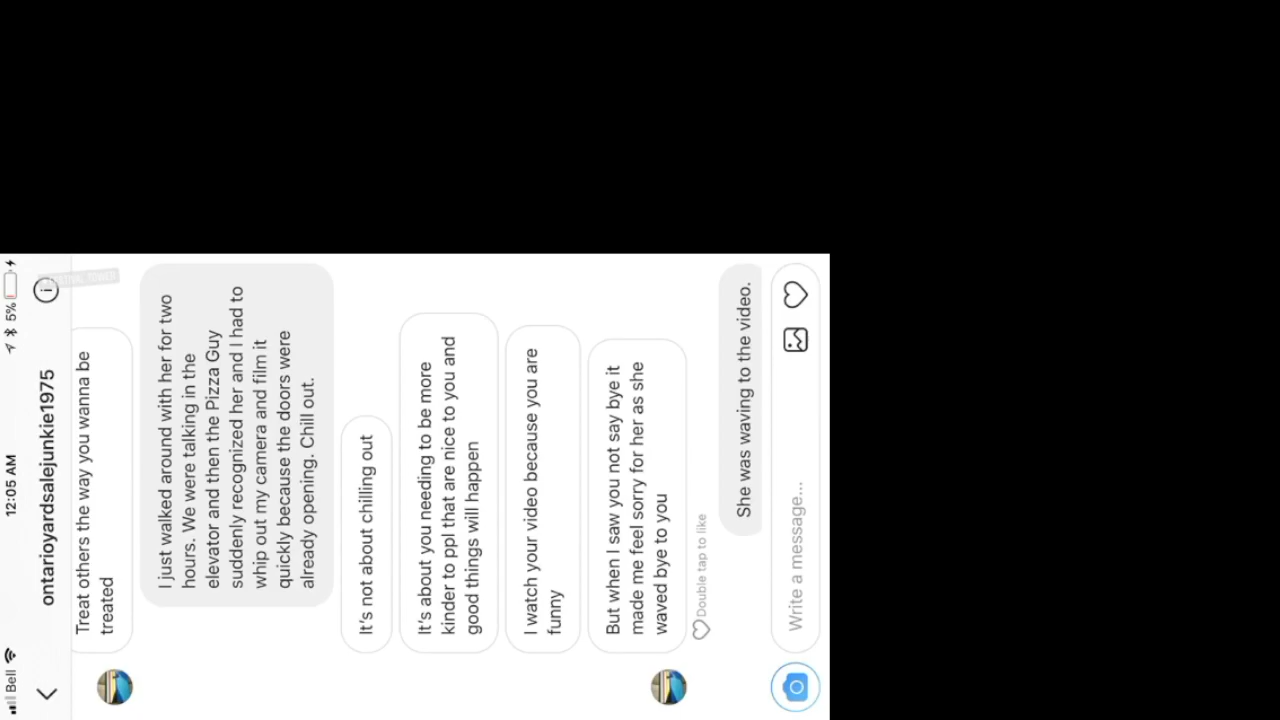 Bell
12:05 AM
5%
ontarioyardsalejunkie1975
Treat others the way you wanna be
treated
I just walked around with her for two
hours. We were talking in the
elevator and then the Pizza Guy
suddenly recognized her and I had to
whip out my camera and film it
quickly because the doors were
already opening. Chill out.
It's not about chilling out
It's about you needing to be more
kinder to ppl that are nice to you and
good things will happen
I watch your video because you are
funny
But when I saw you not say bye it
made me feel sorry for her as she
waved bye to you
Double tap to like
She was waving to the video.
Write a message...